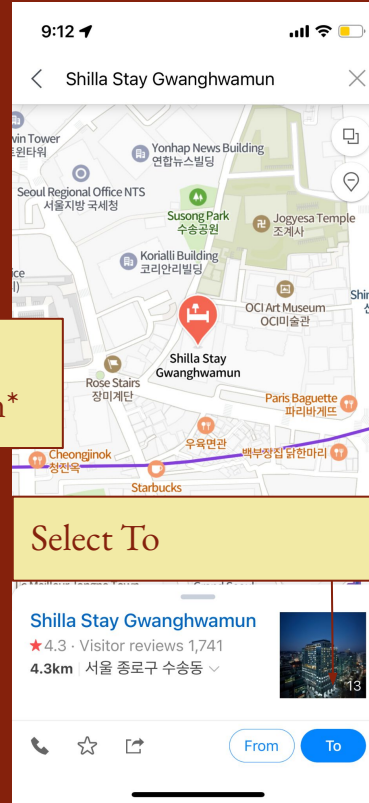 9:12
Shilla Stay Gwanghwamun
win Tower
트윈타워
Yonhap News Building
연합뉴스빌딩
Seoul Regional Office NTS
서울지방 국세청
Susong Park
수송공원
Jogyesa Temple
조계사
Korialli Building
코리안리빌딩
OCI Art Museum
OCI미술관
Shilla Stay
Gwanghwamun
Rose Stairs
장미계단
Paris Baguette
파리바게뜨
우육면관
백부장집 닭한마리
Cheongjinok
청진옥
Starbucks
Select To
Shilla Stay Gwanghwamun
4.3 · Visitor reviews 1,741
4.3km 서울 종로구 수송동
13
From To